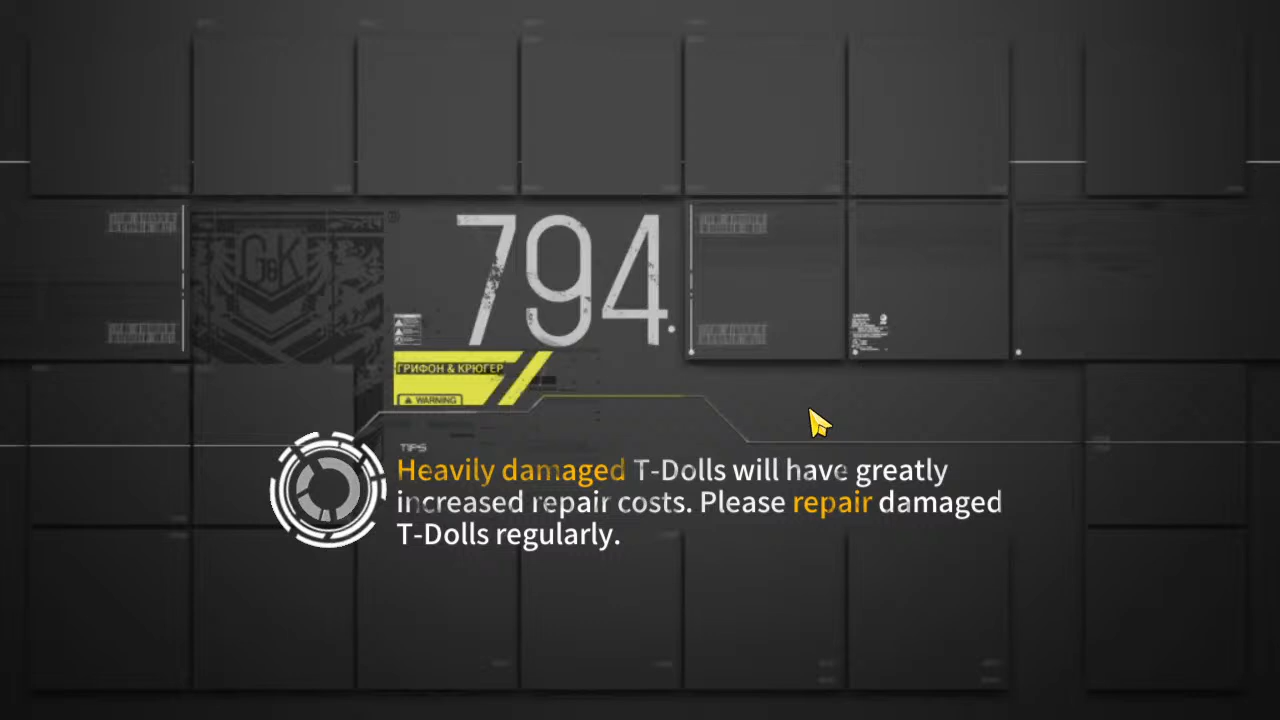 G&K
794.
ГРИФОН & КРЮГЕР
WARNING
TIPS
Heavily damaged T-Dolls will have greatly
increased repair costs. Please repair damaged
T-Dolls regularly.